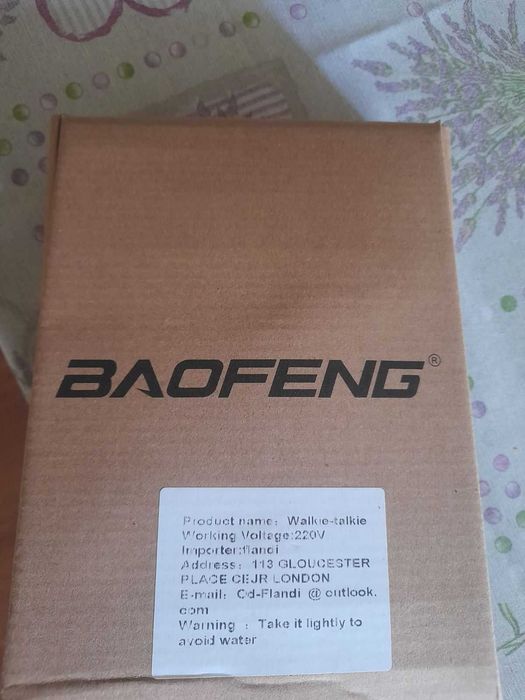 BAOFENG®
Product name：Walkie-talkie
Working Voltage:220V
Importer:flandi
Address：113 GLOUCESTER
PLACE CEJR LONDON
E-mail：Od-Flandi @outlook.
com
Warning ：Take it lightly to
avoid water